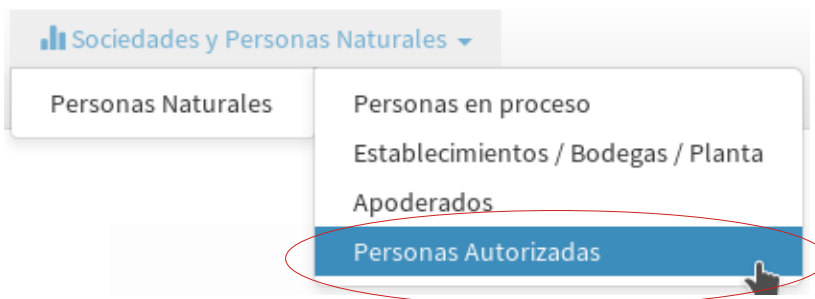 Sociedades y Personas Naturales
Personas Naturales
Personas en proceso
Establecimientos / Bodegas / Planta
Apoderados
Personas Autorizadas